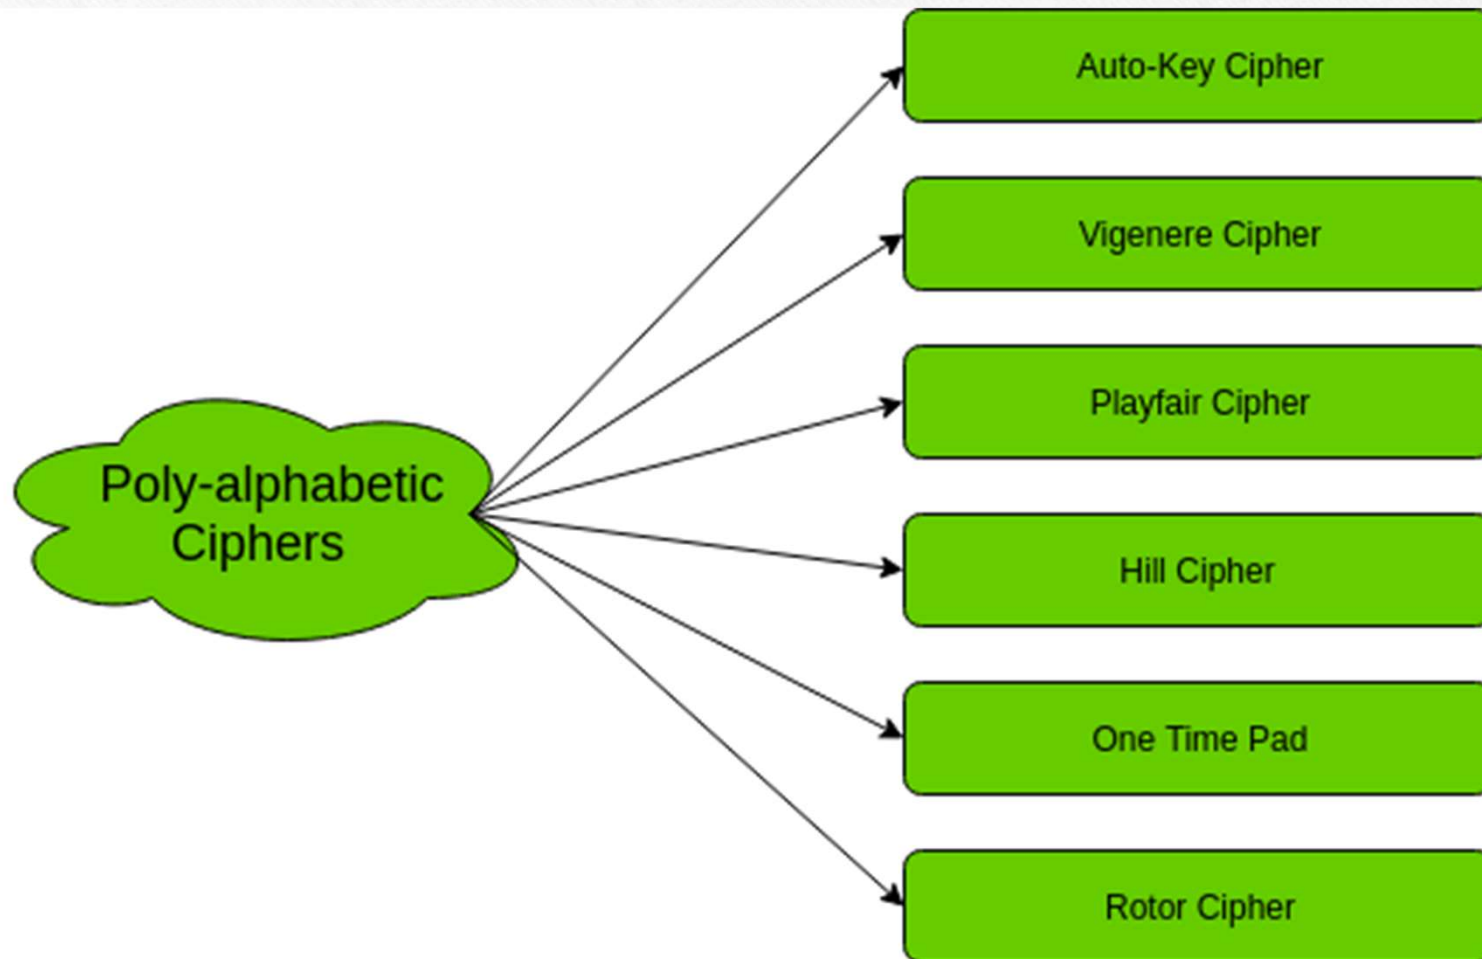 Auto-Key Cipher
Vigenere Cipher
Playfair Cipher
Poly-alphabetic
Ciphers
Hill Cipher
One Time Pad
Rotor Cipher